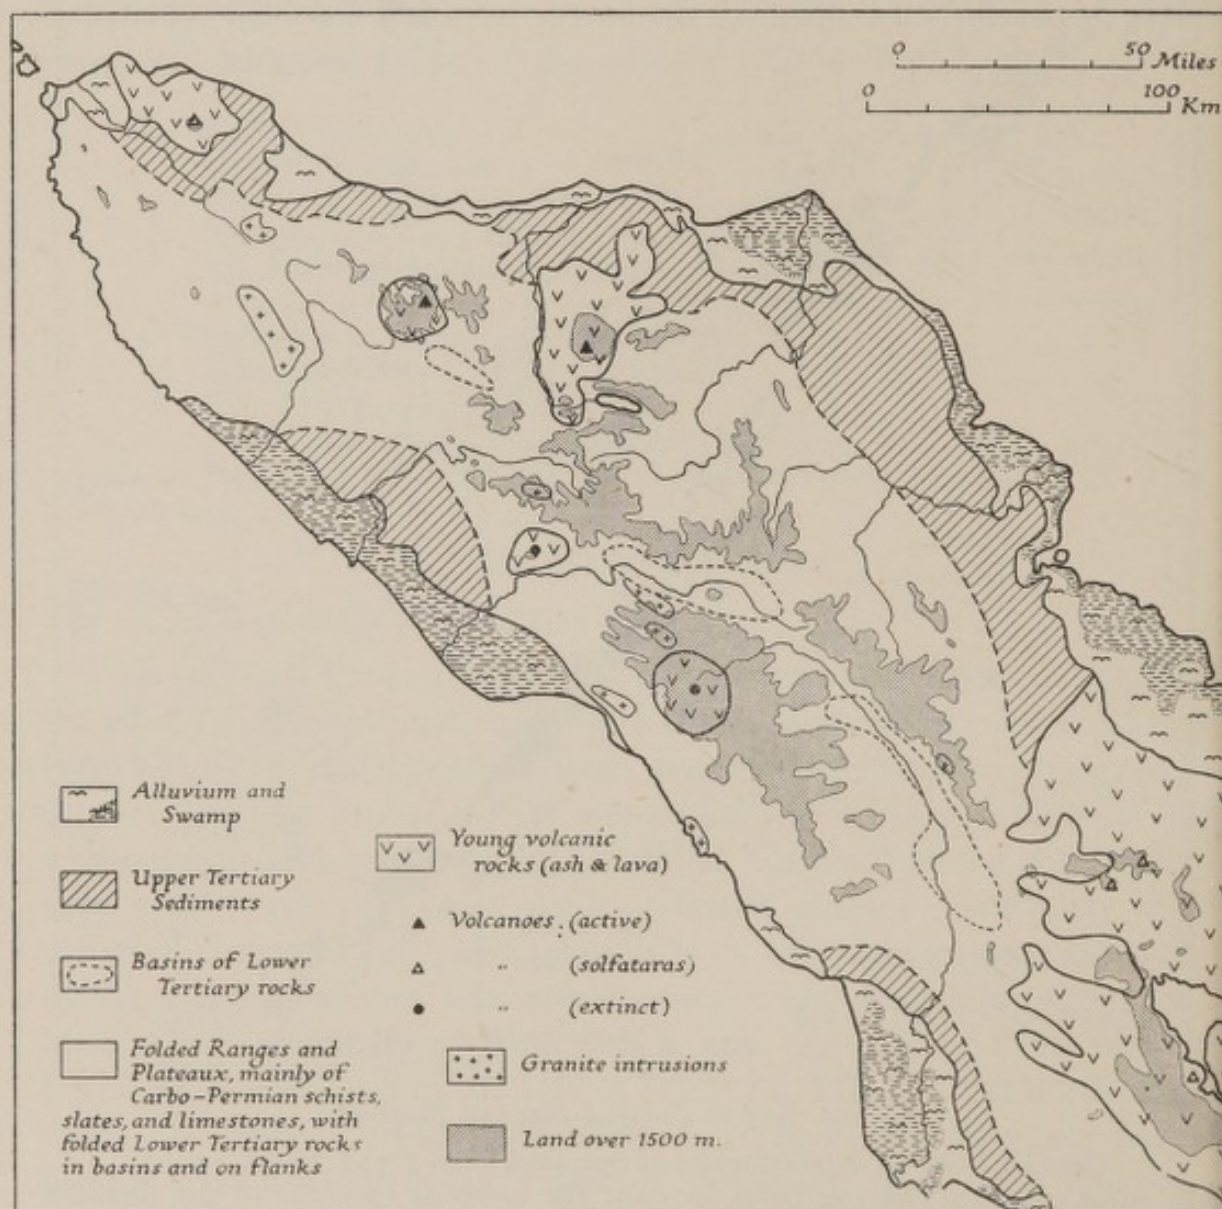 0 50 Miles
0 100 Km
Alluvium and
Swamp
Upper Tertiary
Sediments
Basins of Lower
Tertiary rocks
Folded Ranges and
Plateaux, mainly of
Carbo-Permian schists,
slates, and limestones, with
folded Lower Tertiary rocks
in basins and on flanks
Young volcanic
rocks (ash & lava)
Volcanoes: (active)
" (solfataras)
" (extinct)
Granite intrusions
Land over 1500 m.